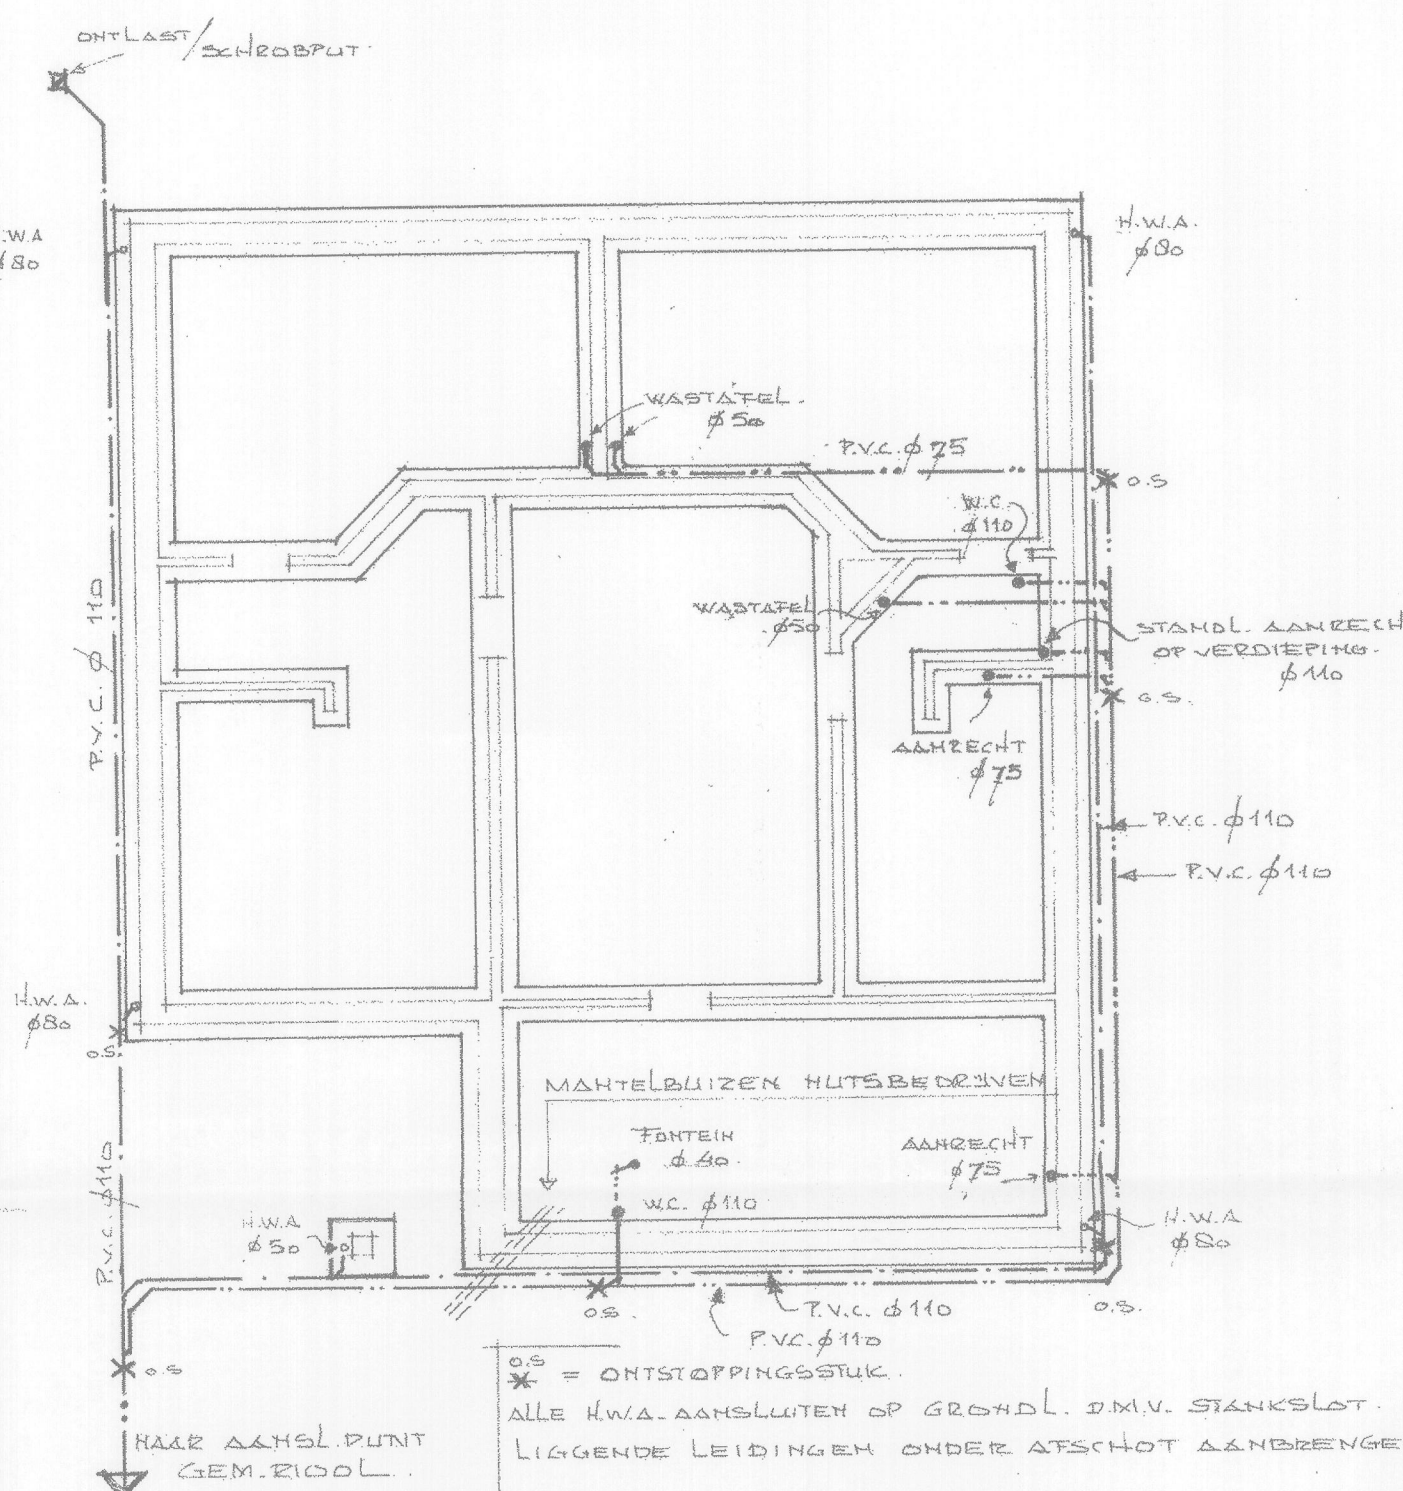 ONTLAST/SCHROBPUT.
.W.A
ø80
H.W.A.
ø80
WASTAFEL.
ø50
P.V.C. ø75
O.S
W.C.
ø110
P.V.C. ø 110
WASTAFEL
ø50
STANDL. AANRECH
OP VERDIEPING.
ø110
O.S.
AANRECHT
ø75
P.V.C. ø110
P.V.C. ø110
H.W.A.
ø80
O.S.
MANTELBUIZEN NUTSBEDRIJVEN
FONTEIN
ø40.
AANRECHT
ø75
W.C. ø110
P.V.C. ø110
H.W.A
ø50
H.W.A
ø80
O.S.
P.V.C. ø110
O.S.
P.V.C. ø110
O.S
O.S
= ONTSTOPPINGSSTUK.
ALLE H.W.A. AANSLUITEN OP GRONDL. D.M.V. STANKSLOT.
LIGGENDE LEIDINGEN ONDER AFSCHOT AANBRENGE
NAAR AANSL. PUNT
GEM. RIOOL.